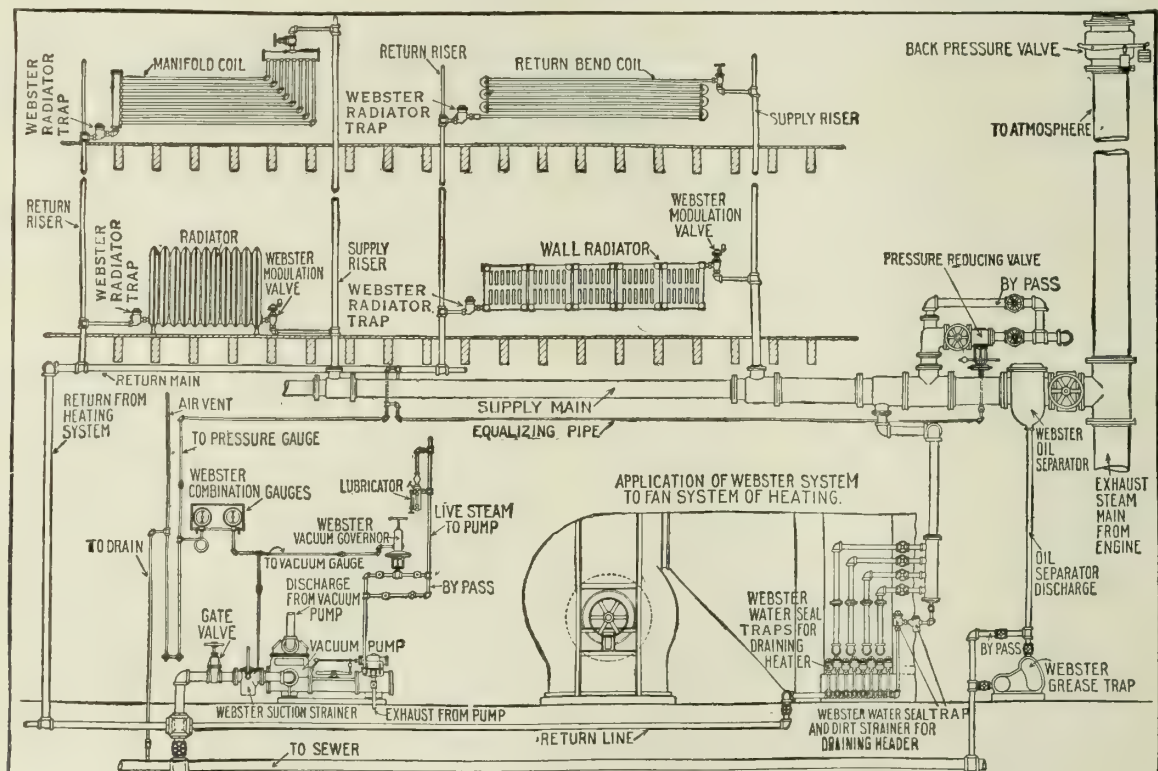 MANIFOLD COIL
RETURN RISER
RETURN BEND COIL
BACK PRESSURE VALVE
WEBSTER
RADIATOR
TRAP
WEBSTER
RADIATOR
TRAP
SUPPLY RISER
TO ATMOSPHERE
RETURN
RISER
RADIATOR
WEBSTER
RADIATOR
TRAP
WEBSTER
MODULATION
VALVE
SUPPLY
RISER
WALL RADIATOR
WEBSTER
RADIATOR
TRAP
WEBSTER
MODULATION
VALVE
PRESSURE REDUCING VALVE
BY PASS
RETURN MAIN
RETURN FROM
HEATING
SYSTEM
AIR VENT
SUPPLY MAIN
EQUALIZING PIPE
TO PRESSURE GAUGE
WEBSTER
COMBINATION GAUGES
LUBRICATOR
LIVE STEAM
TO PUMP
WEBSTER
VACUUM GOVERNOR
TO VACUUM GAUGE
BY PASS
TO DRAIN
DISCHARGE
FROM VACUUM
PUMP
GATE
VALVE
VACUUM PUMP
WEBSTER SUCTION STRAINER
EXHAUST FROM PUMP
APPLICATION OF WEBSTER SYSTEM
TO FAN SYSTEM OF HEATING.
WEBSTER
WATER SEAL
TRAPS FOR
DRAINING
HEATER
WEBSTER
OIL
SEPARATOR
EXHAUST
STEAM
MAIN
FROM
ENGINE
OIL
SEPARATOR
DISCHARGE
BY PASS
WEBSTER
GREASE TRAP
WEBSTER WATER SEAL TRAP
AND DIRT STRAINER FOR
DRAINING HEADER
RETURN LINE
TO SEWER